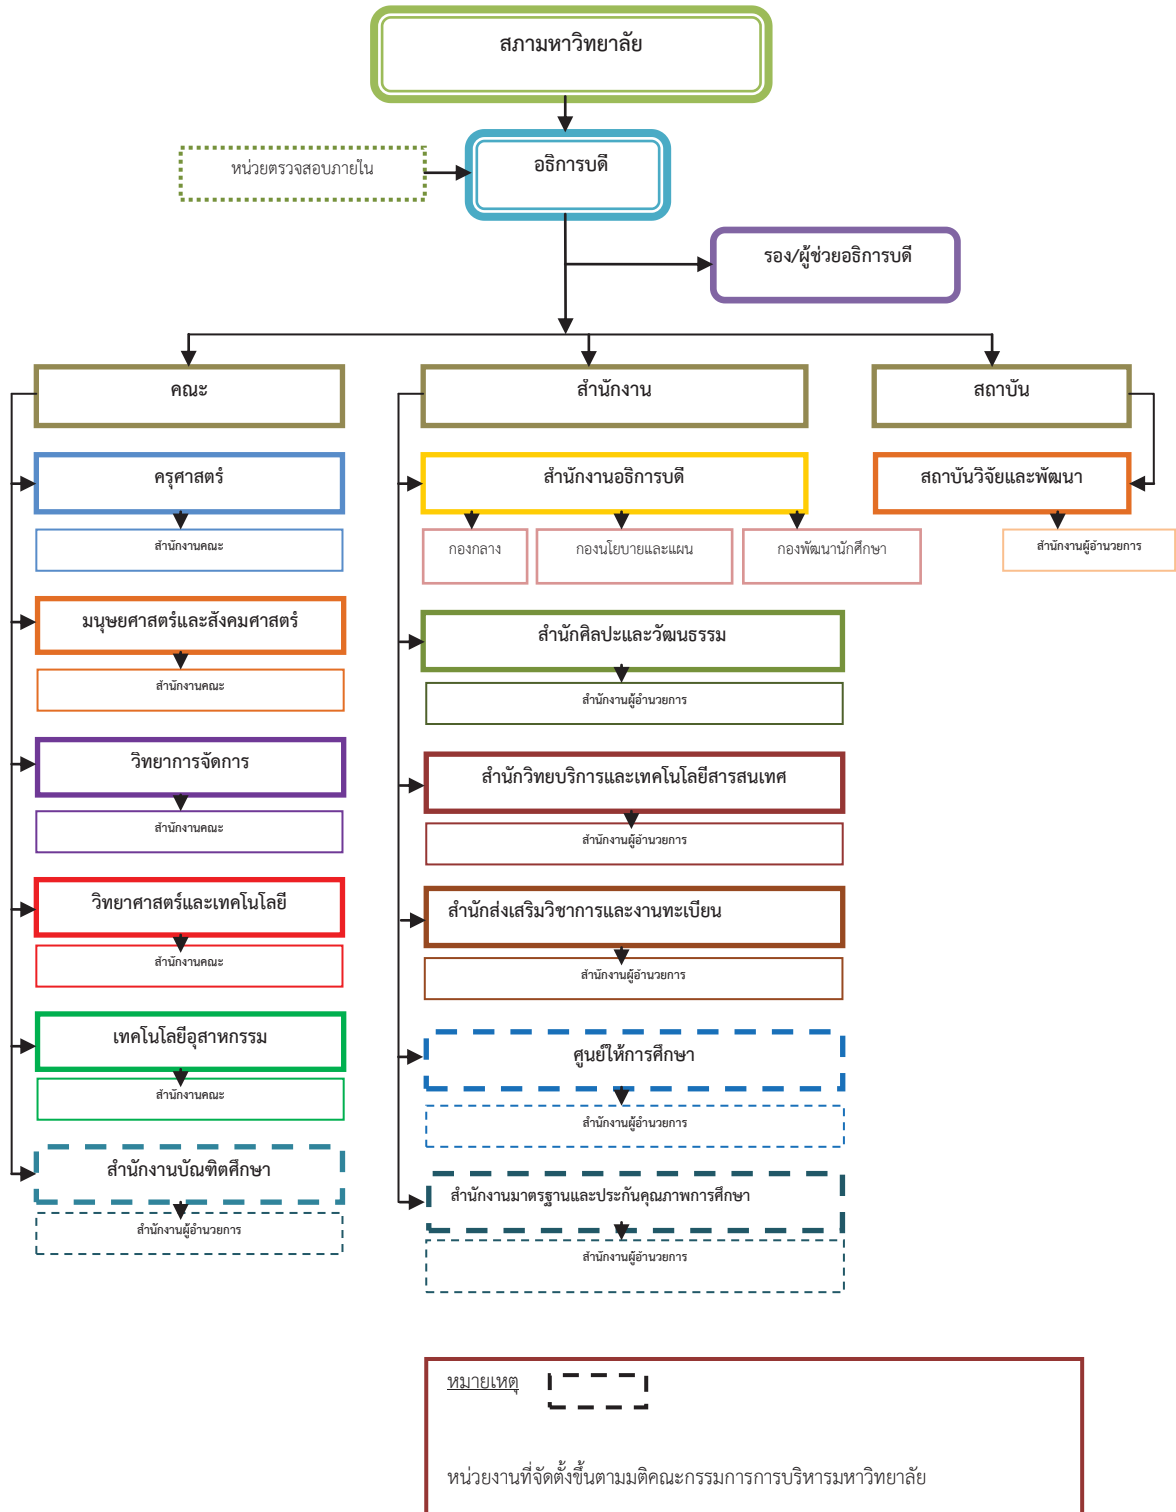 สภามหาวิทยาลัย
อธิการบดี
หน่วยตรวจสอบภายใน
รอง/ผู้ช่วยอธิการบดี
คณะ
สำนักงาน
สถาบัน
ครุศาสตร์
สำนักงานคณะ
มนุษยศาสตร์และสังคมศาสตร์
สำนักงานคณะ
วิทยาการจัดการ
สำนักงานคณะ
วิทยาศาสตร์และเทคโนโลยี
สำนักงานคณะ
เทคโนโลยีอุสาหกรรม
สำนักงานคณะ
สำนักงานบัณฑิตศึกษา
สำนักงานผู้อำนวยการ
สำนักงานอธิการบดี
กองกลาง
กองนโยบายและแผน
กองพัฒนานักศึกษา
สำนักศิลปะและวัฒนธรรม
สำนักงานผู้อำนวยการ
สำนักวิทยบริการและเทคโนโลยีสารสนเทศ
สำนักงานผู้อำนวยการ
สำนักส่งเสริมวิชาการและงานทะเบียน
สำนักงานผู้อำนวยการ
ศูนย์ให้การศึกษา
สำนักงานผู้อำนวยการ
สำนักงานมาตรฐานและประกันคุณภาพการศึกษา
สำนักงานผู้อำนวยการ
สถาบันวิจัยและพัฒนา
สำนักงานผู้อำนวยการ
หมายเหตุ
หน่วยงานที่จัดตั้งขึ้นตามมติคณะกรรมการการบริหารมหาวิทยาลัย